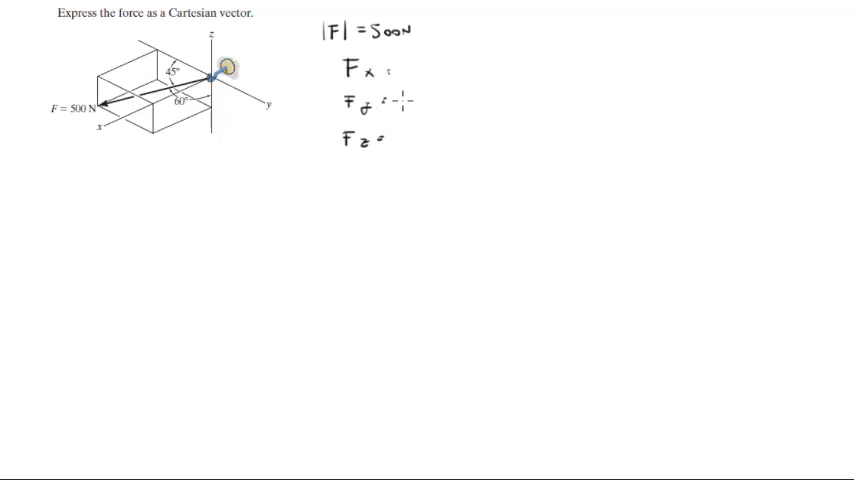 Express the force as a Cartesian vector.
|F| = 500N
z
45°
Fx =
60°
y
Fy =
F = 500 N
x
Fz =